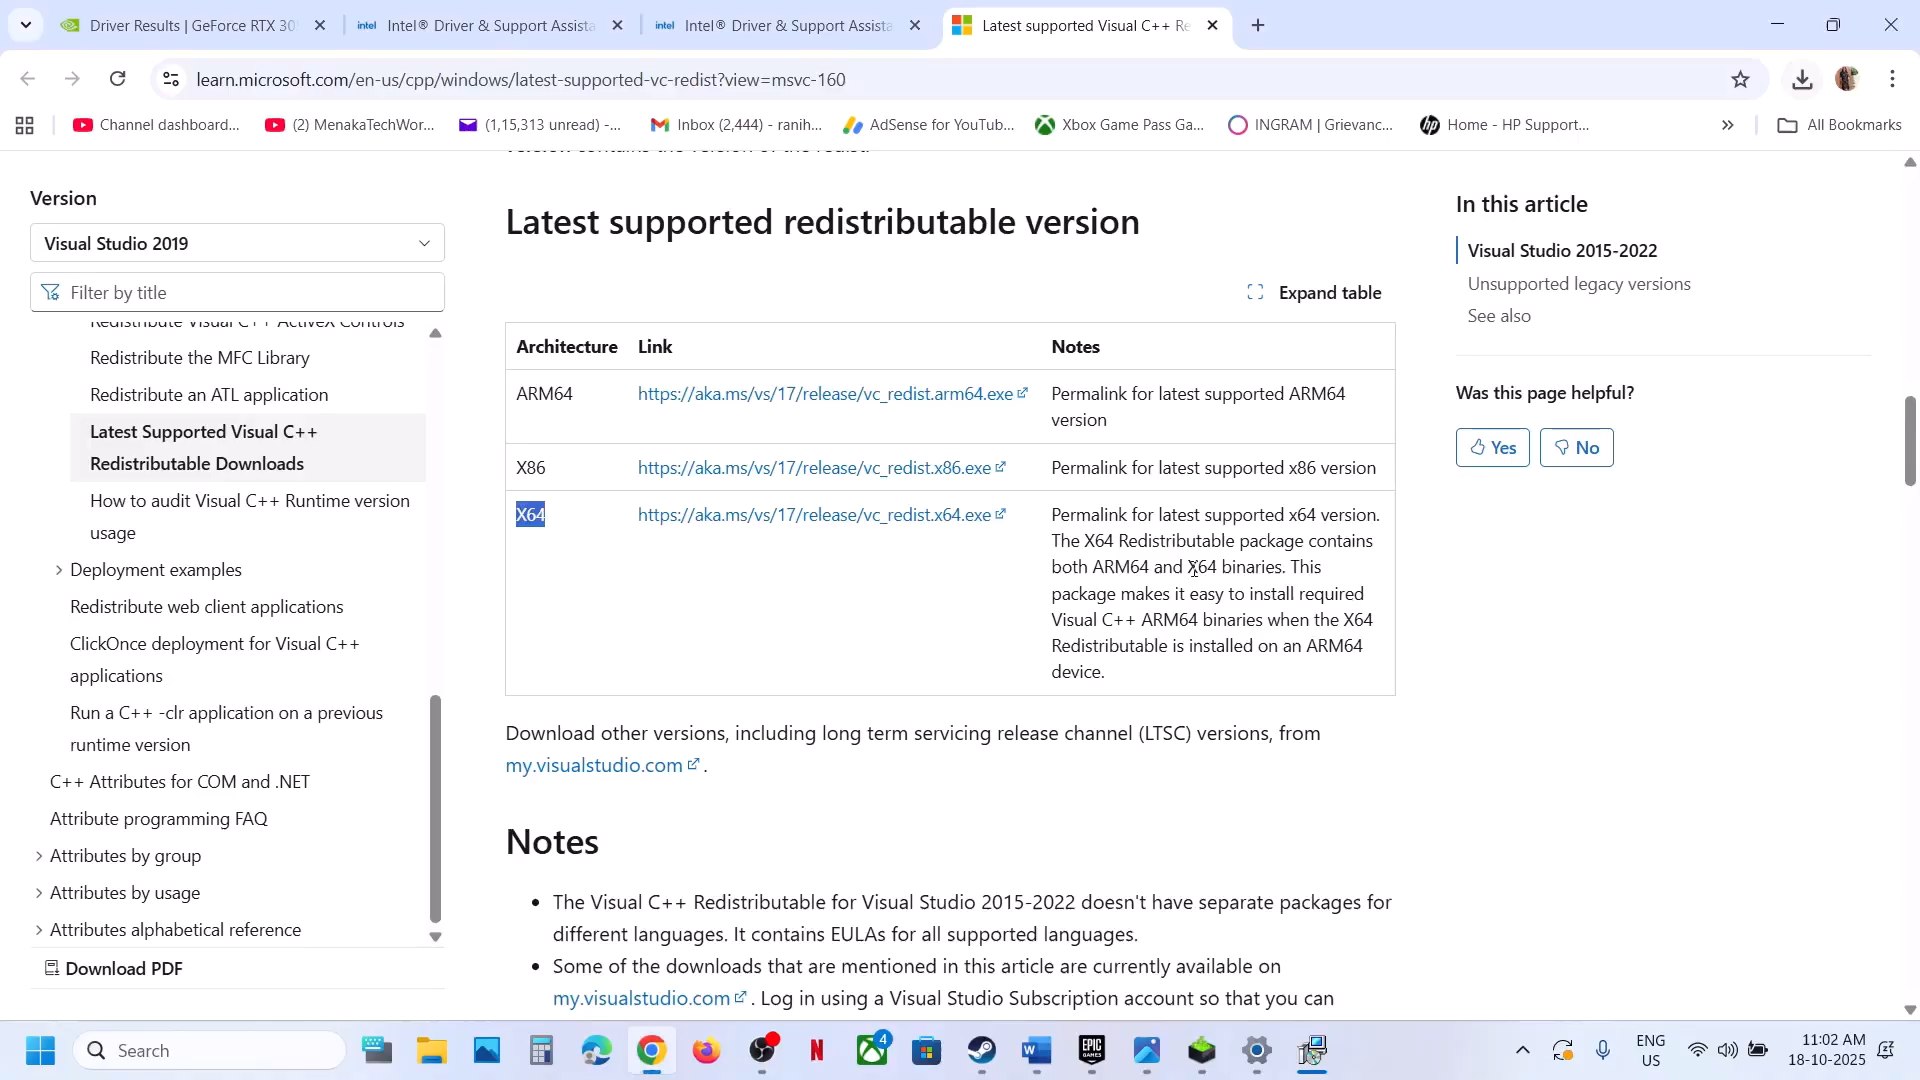 Driver Results | GeForce RTX 30
Intel® Driver & Support Assista
Intel® Driver & Support Assista
Latest supported Visual C++ Re
learn.microsoft.com/en-us/cpp/windows/latest-supported-vc-redist?view=msvc-160
Channel dashboard...
(2) MenakaTechWor...
(1,15,313 unread) -...
Inbox (2,444) - ranih...
AdSense for YouTub...
Xbox Game Pass Ga...
INGRAM | Grievanc...
Home - HP Support...
All Bookmarks
Version
Visual Studio 2019
Filter by title
Redistribute Visual C++ ActiveX Controls
Redistribute the MFC Library
Redistribute an ATL application
Latest Supported Visual C++
Redistributable Downloads
How to audit Visual C++ Runtime version
usage
Deployment examples
Redistribute web client applications
ClickOnce deployment for Visual C++
applications
Run a C++ -clr application on a previous
runtime version
C++ Attributes for COM and .NET
Attribute programming FAQ
Attributes by group
Attributes by usage
Attributes alphabetical reference
Download PDF
version contains the version of the redist.
Latest supported redistributable version
Expand table
Architecture Link Notes
ARM64 https://aka.ms/vs/17/release/vc_redist.arm64.exe Permalink for latest supported ARM64
version
X86 https://aka.ms/vs/17/release/vc_redist.x86.exe Permalink for latest supported x86 version
X64 https://aka.ms/vs/17/release/vc_redist.x64.exe Permalink for latest supported x64 version.
The X64 Redistributable package contains
both ARM64 and X64 binaries. This
package makes it easy to install required
Visual C++ ARM64 binaries when the X64
Redistributable is installed on an ARM64
device.
Download other versions, including long term servicing release channel (LTSC) versions, from
my.visualstudio.com .
Notes
• The Visual C++ Redistributable for Visual Studio 2015-2022 doesn't have separate packages for
different languages. It contains EULAs for all supported languages.
• Some of the downloads that are mentioned in this article are currently available on
my.visualstudio.com . Log in using a Visual Studio Subscription account so that you can
In this article
Visual Studio 2015-2022
Unsupported legacy versions
See also
Was this page helpful?
Yes
No
Search
4
ENG
US
11:02 AM
18-10-2025